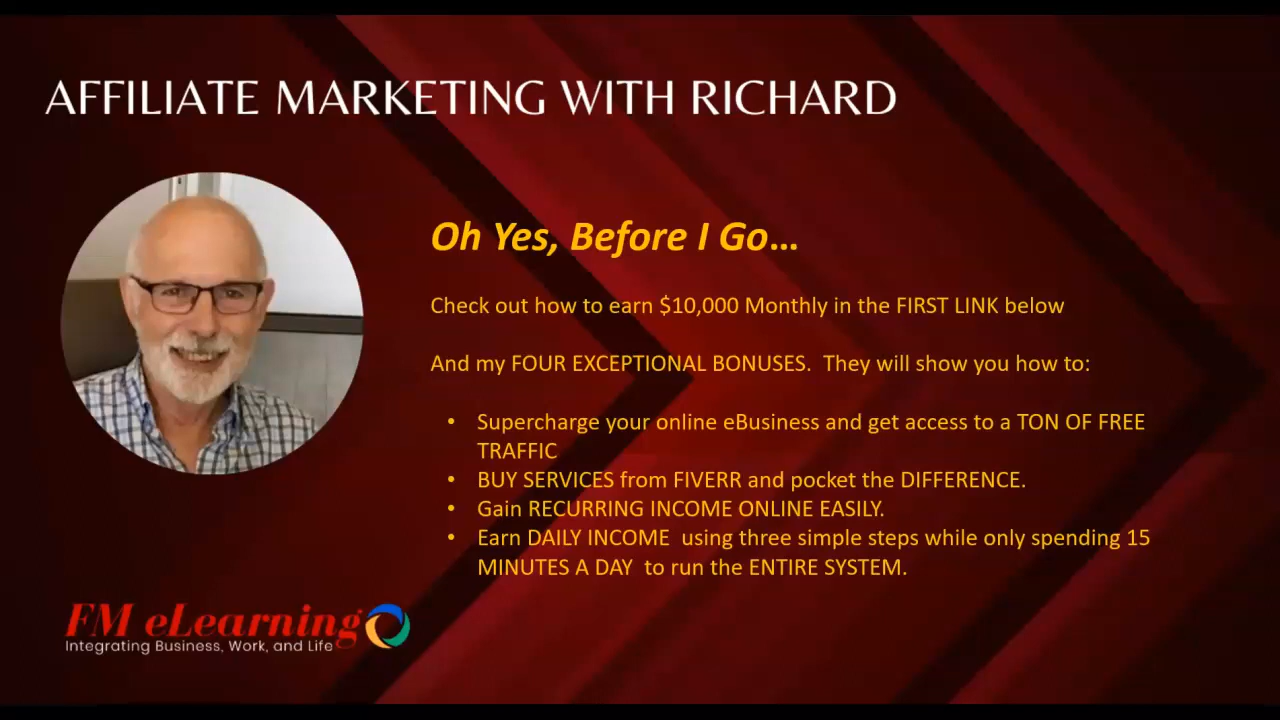 AFFILIATE MARKETING WITH RICHARD
Oh Yes, Before I Go...
Check out how to earn $10,000 Monthly in the FIRST LINK below
And my FOUR EXCEPTIONAL BONUSES.  They will show you how to:
• Supercharge your online eBusiness and get access to a TON OF FREE
TRAFFIC
• BUY SERVICES from FIVERR and pocket the DIFFERENCE.
• Gain RECURRING INCOME ONLINE EASILY.
• Earn DAILY INCOME  using three simple steps while only spending 15
MINUTES A DAY  to run the ENTIRE SYSTEM.
FM eLearning
Integrating Business, Work, and Life